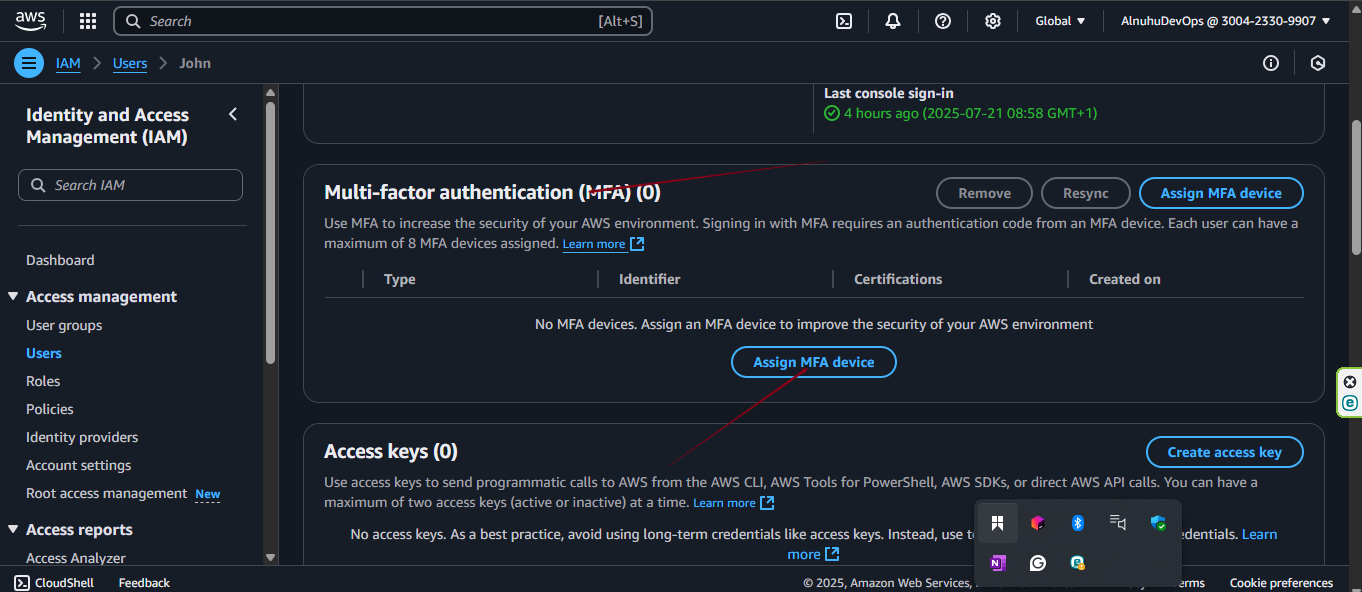 aws
Search [Alt+S]
Global
AlnuhuDevOps @ 3004-2330-9907
IAM
Users
John
Identity and Access
Management (IAM)
Search IAM
Dashboard
Access management
User groups
Users
Roles
Policies
Identity providers
Account settings
Root access management New
Access reports
Access Analyzer
Last console sign-in
4 hours ago (2025-07-21 08:58 GMT+1)
Multi-factor authentication (MFA) (0)
Remove
Resync
Assign MFA device
Use MFA to increase the security of your AWS environment. Signing in with MFA requires an authentication code from an MFA device. Each user can have a
maximum of 8 MFA devices assigned. Learn more
Type
Identifier
Certifications
Created on
No MFA devices. Assign an MFA device to improve the security of your AWS environment
Assign MFA device
Access keys (0)
Create access key
Use access keys to send programmatic calls to AWS from the AWS CLI, AWS Tools for PowerShell, AWS SDKs, or direct AWS API calls. You can have a
maximum of two access keys (active or inactive) at a time. Learn more
No access keys. As a best practice, avoid using long-term credentials like access keys. Instead, use Learn
more
CloudShell
Feedback
© 2025, Amazon Web Services,
Cookie preferences